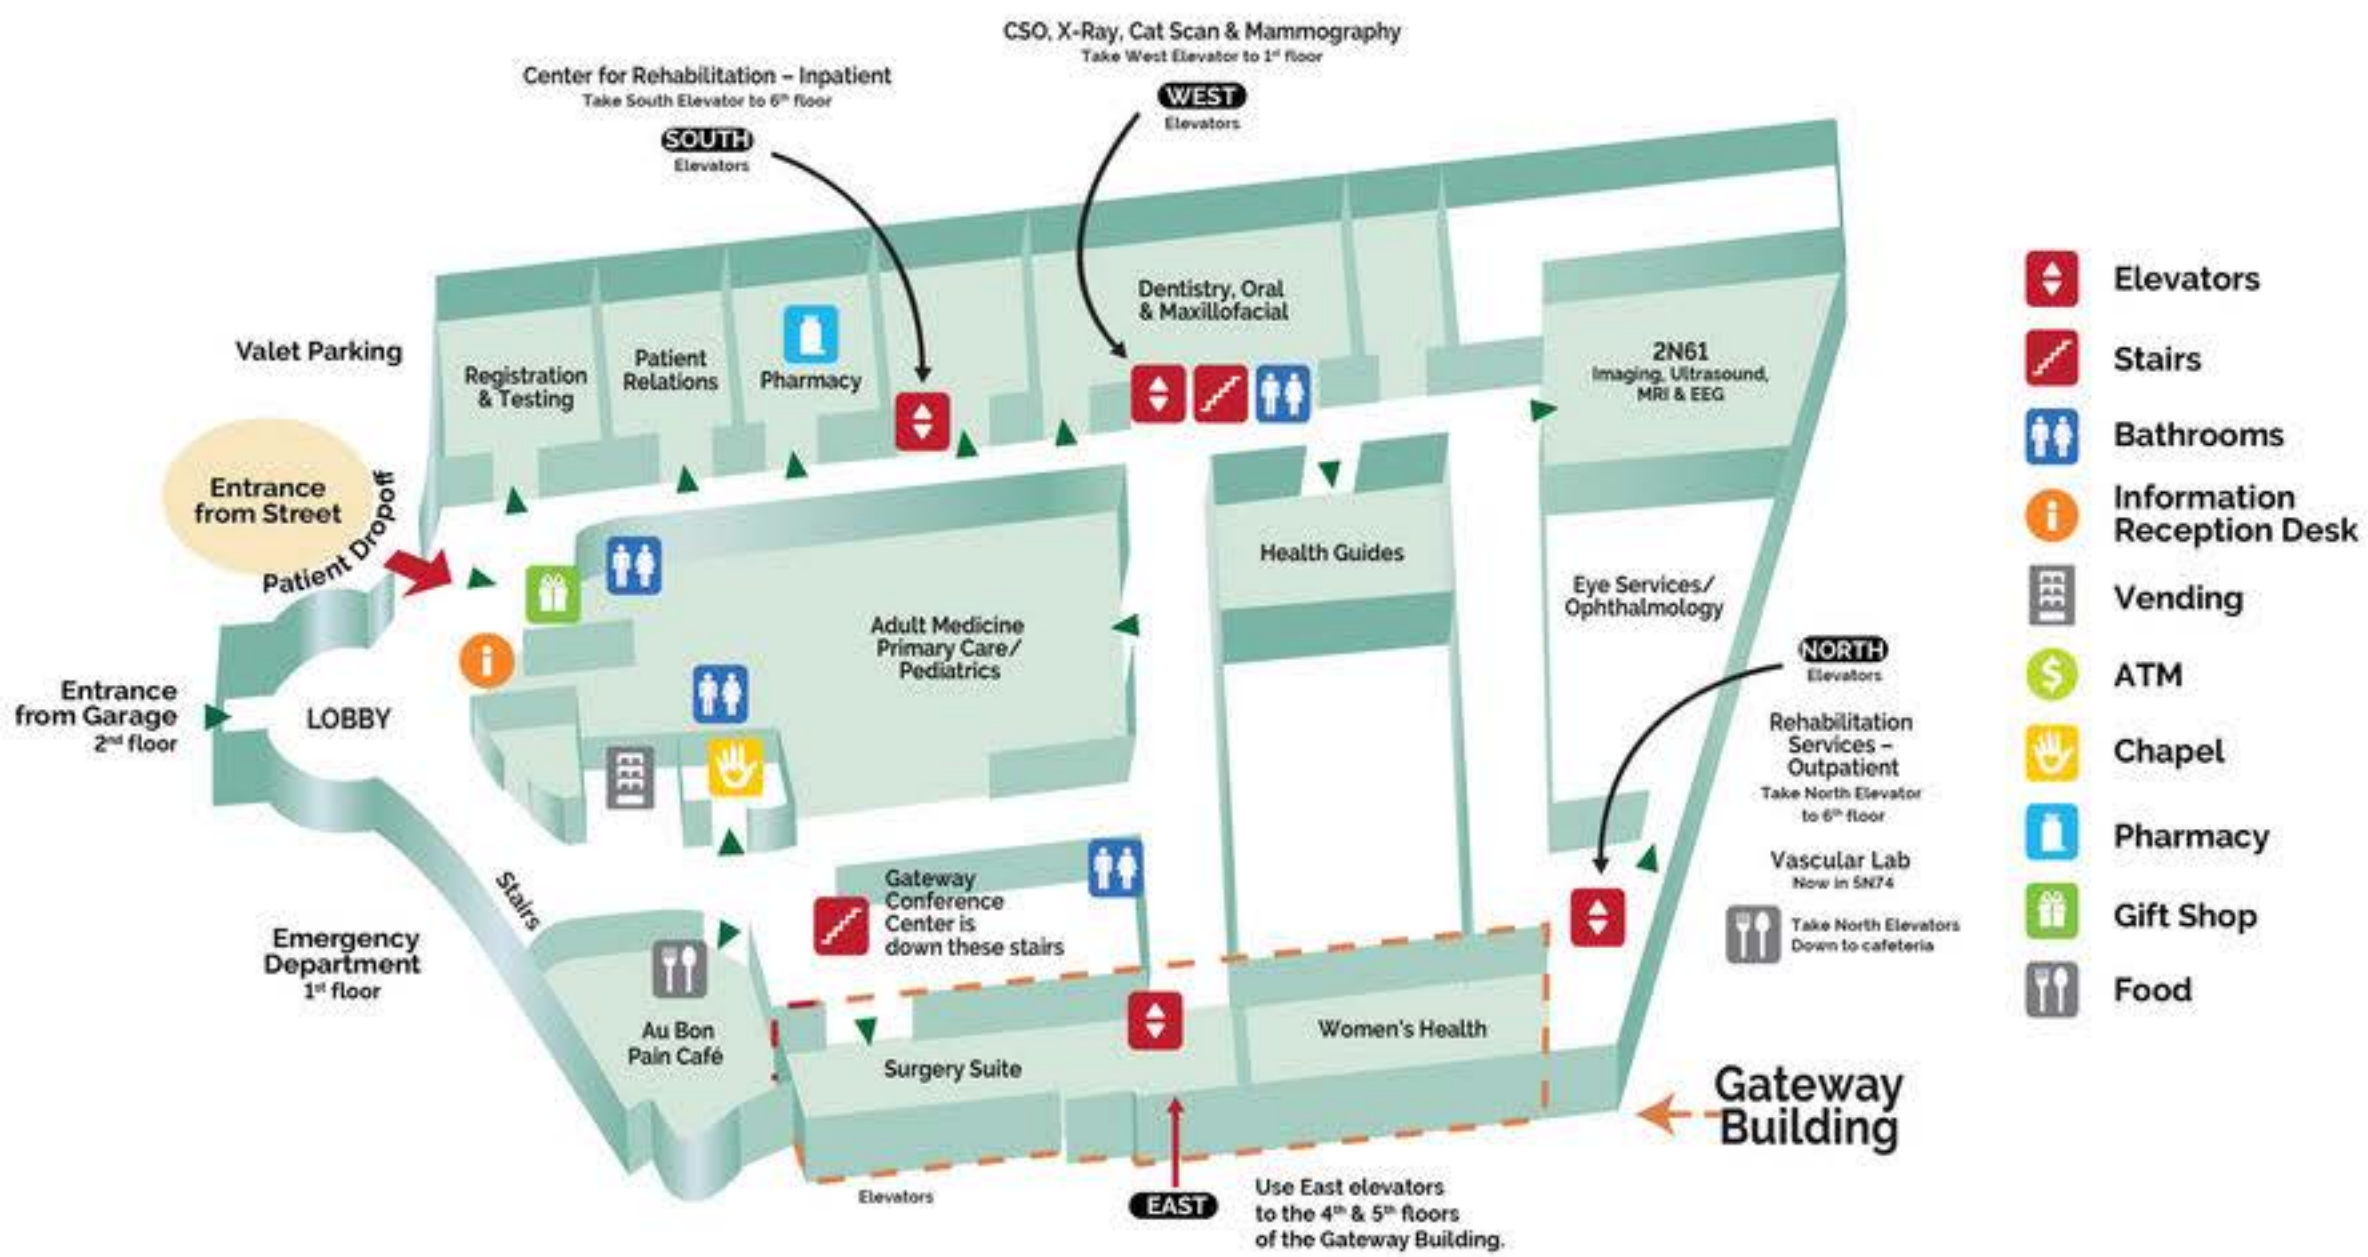 CSO, X-Ray, Cat Scan & Mammography
Take West Elevator to 1st floor
WEST
Elevators
Center for Rehabilitation – Inpatient
Take South Elevator to 6th floor
SOUTH
Elevators
Valet Parking
Entrance
from Street
Patient Dropoff
Entrance
from Garage
2nd floor
LOBBY
Registration
& Testing
Patient
Relations
Pharmacy
Dentistry, Oral
& Maxillofacial
2N61
Imaging, Ultrasound,
MRI & EEG
Health Guides
Eye Services/
Ophthalmology
Adult Medicine
Primary Care/
Pediatrics
i
NORTH
Elevators
Rehabilitation
Services –
Outpatient
Take North Elevator
to 6th floor
Vascular Lab
Now in 5N74
Take North Elevators
Down to cafeteria
Stairs
Emergency
Department
1st floor
Gateway
Conference
Center is
down these stairs
Au Bon
Pain Café
Surgery Suite
Women's Health
Gateway
Building
Elevators
EAST
Use East elevators
to the 4th & 5th floors
of the Gateway Building.
Elevators
Stairs
Bathrooms
i
Information
Reception Desk
Vending
$
ATM
Chapel
Pharmacy
Gift Shop
Food